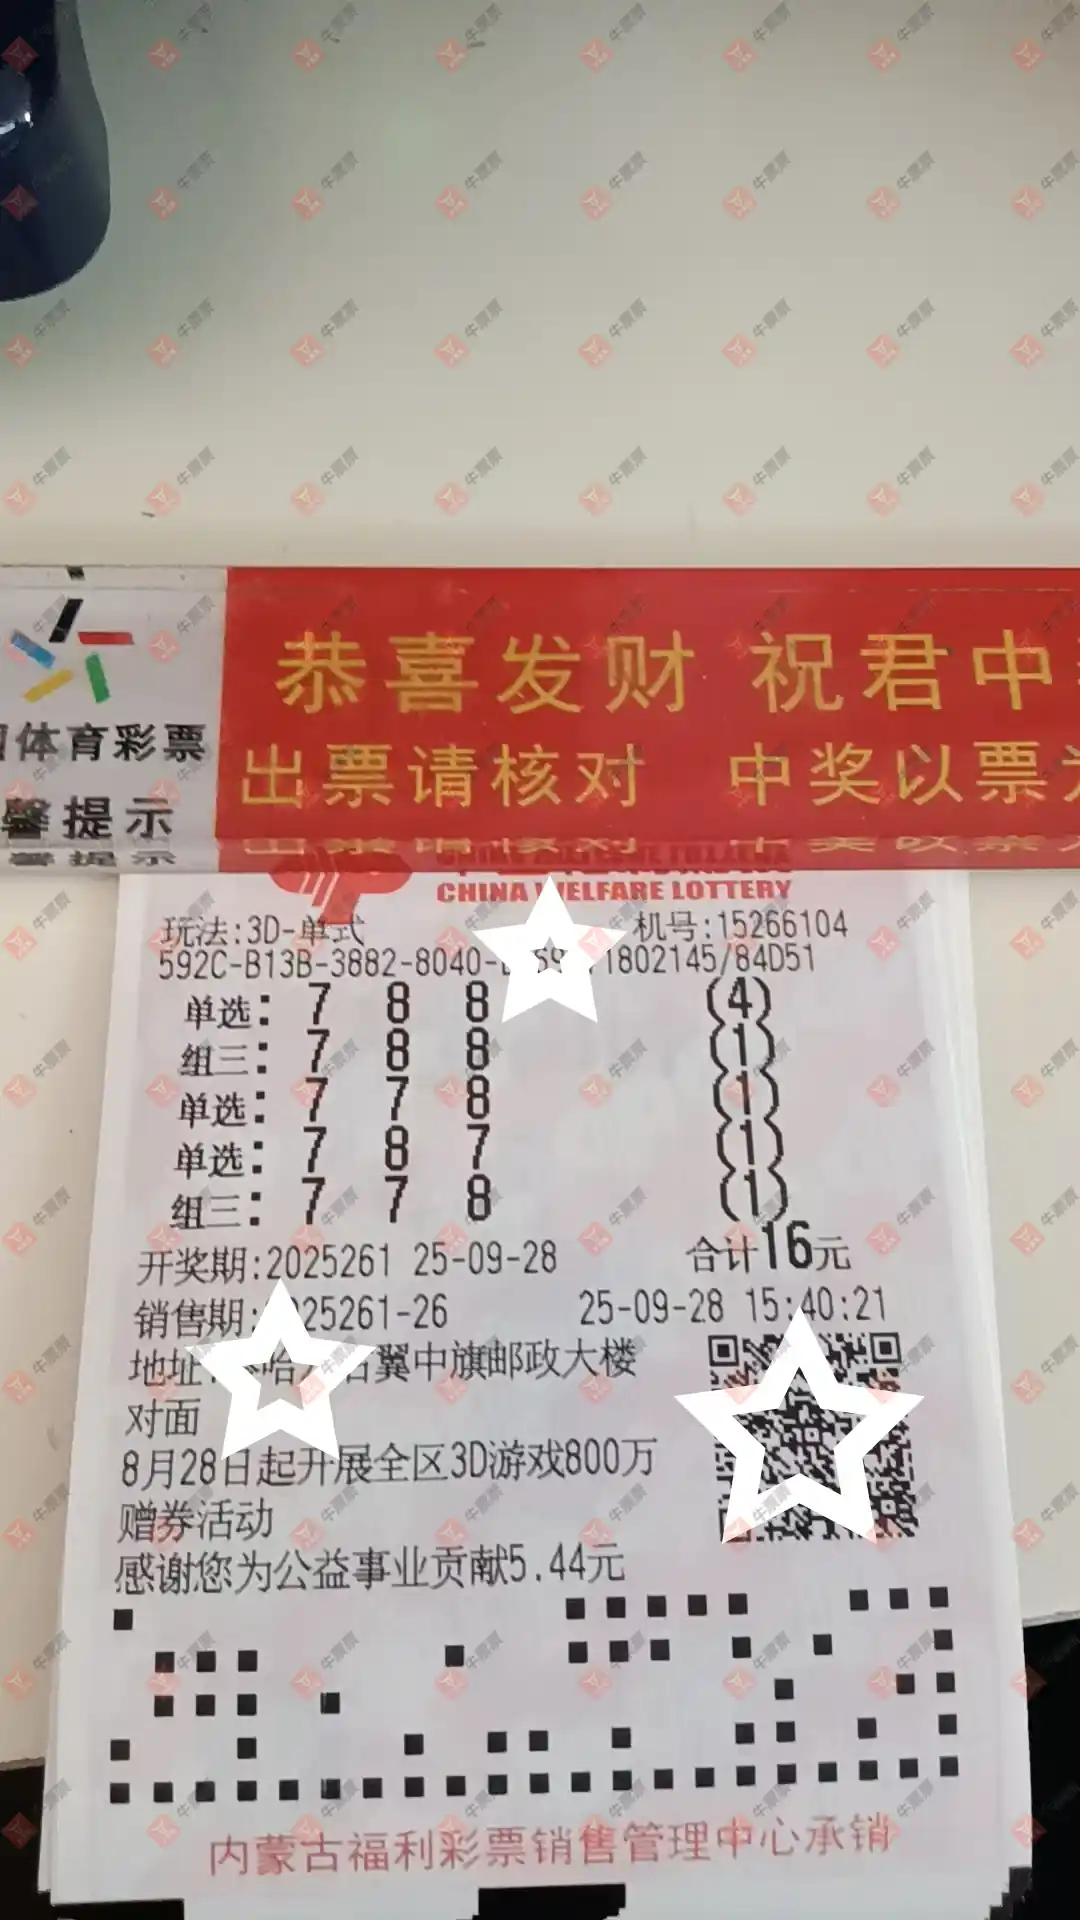 恭喜发财 祝君中
体育彩票
出票请核对 中奖以票
馨提示
CHINA WELFARE LOTTERY
玩法:3D-单式 机号:15266104
592C-B13B-3882-8040- 1802145/84D51
单选: 7 8 8 (4)
组三: 7 8 8 (1)
单选: 7 7 8 (1)
单选: 7 8 7 (1)
组三: 7 7 8 (1)
开奖期:2025261 25-09-28 合计16元
销售期: 25261-26 25-09-28 15:40:21
地址 哈 右翼中旗邮政大楼
对面
8月28日起开展全区3D游戏800万
赠券活动
感谢您为公益事业贡献5.44元
内蒙古福利彩票销售管理中心承销
牛票票